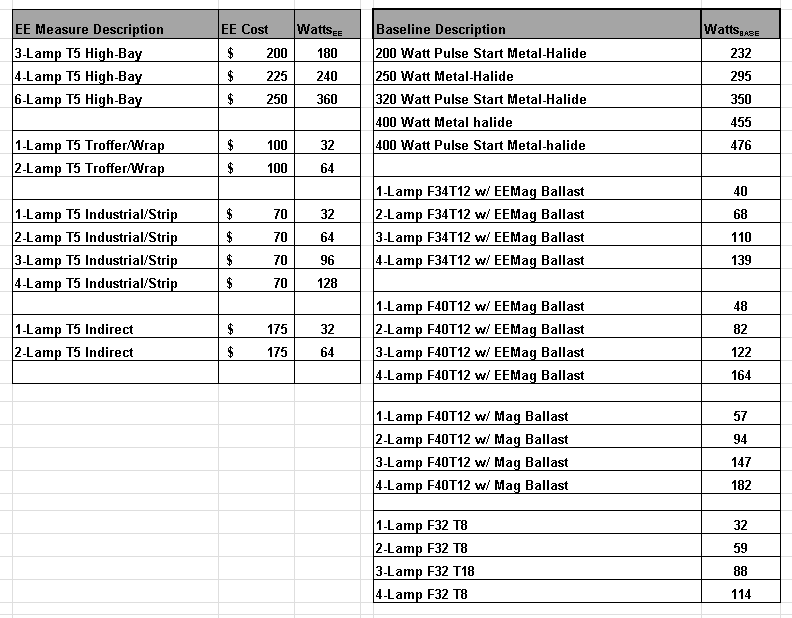 EE Measure Description EE Cost WattsEE
3-Lamp T5 High-Bay $ 200 180
4-Lamp T5 High-Bay $ 225 240
6-Lamp T5 High-Bay $ 250 360
1-Lamp T5 Troffer/Wrap $ 100 32
2-Lamp T5 Troffer/Wrap $ 100 64
1-Lamp T5 Industrial/Strip $ 70 32
2-Lamp T5 Industrial/Strip $ 70 64
3-Lamp T5 Industrial/Strip $ 70 96
4-Lamp T5 Industrial/Strip $ 70 128
1-Lamp T5 Indirect $ 175 32
2-Lamp T5 Indirect $ 175 64
Baseline Description WattsBASE
200 Watt Pulse Start Metal-Halide 232
250 Watt Metal-Halide 295
320 Watt Pulse Start Metal-Halide 350
400 Watt Metal halide 455
400 Watt Pulse Start Metal-halide 476
1-Lamp F34T12 w/ EEMag Ballast 40
2-Lamp F34T12 w/ EEMag Ballast 68
3-Lamp F34T12 w/ EEMag Ballast 110
4-Lamp F34T12 w/ EEMag Ballast 139
1-Lamp F40T12 w/ EEMag Ballast 48
2-Lamp F40T12 w/ EEMag Ballast 82
3-Lamp F40T12 w/ EEMag Ballast 122
4-Lamp F40T12 w/ EEMag Ballast 164
1-Lamp F40T12 w/ Mag Ballast 57
2-Lamp F40T12 w/ Mag Ballast 94
3-Lamp F40T12 w/ Mag Ballast 147
4-Lamp F40T12 w/ Mag Ballast 182
1-Lamp F32 T8 32
2-Lamp F32 T8 59
3-Lamp F32 T18 88
4-Lamp F32 T8 114